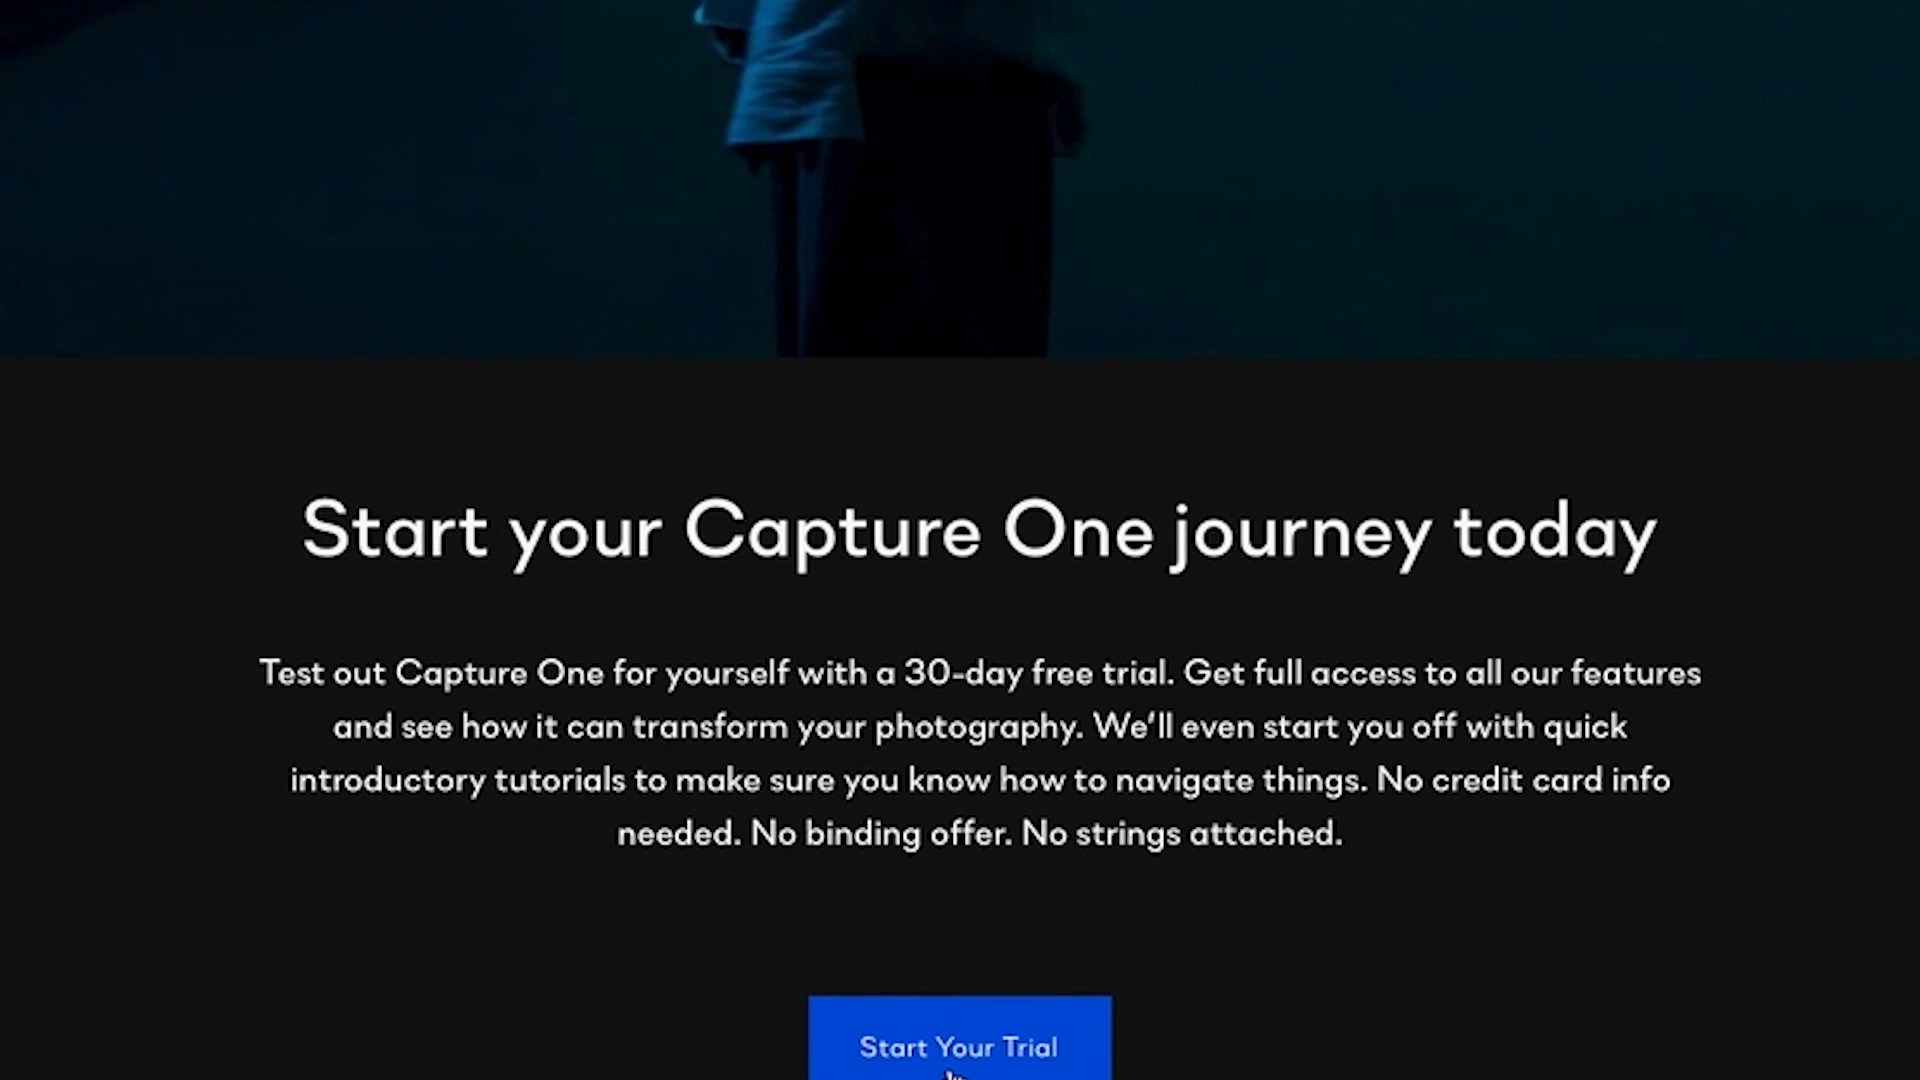 Start your Capture One journey today
Test out Capture One for yourself with a 30-day free trial. Get full access to all our features
and see how it can transform your photography. We’ll even start you off with quick
introductory tutorials to make sure you know how to navigate things. No credit card info
needed. No binding offer. No strings attached.
Start Your Trial